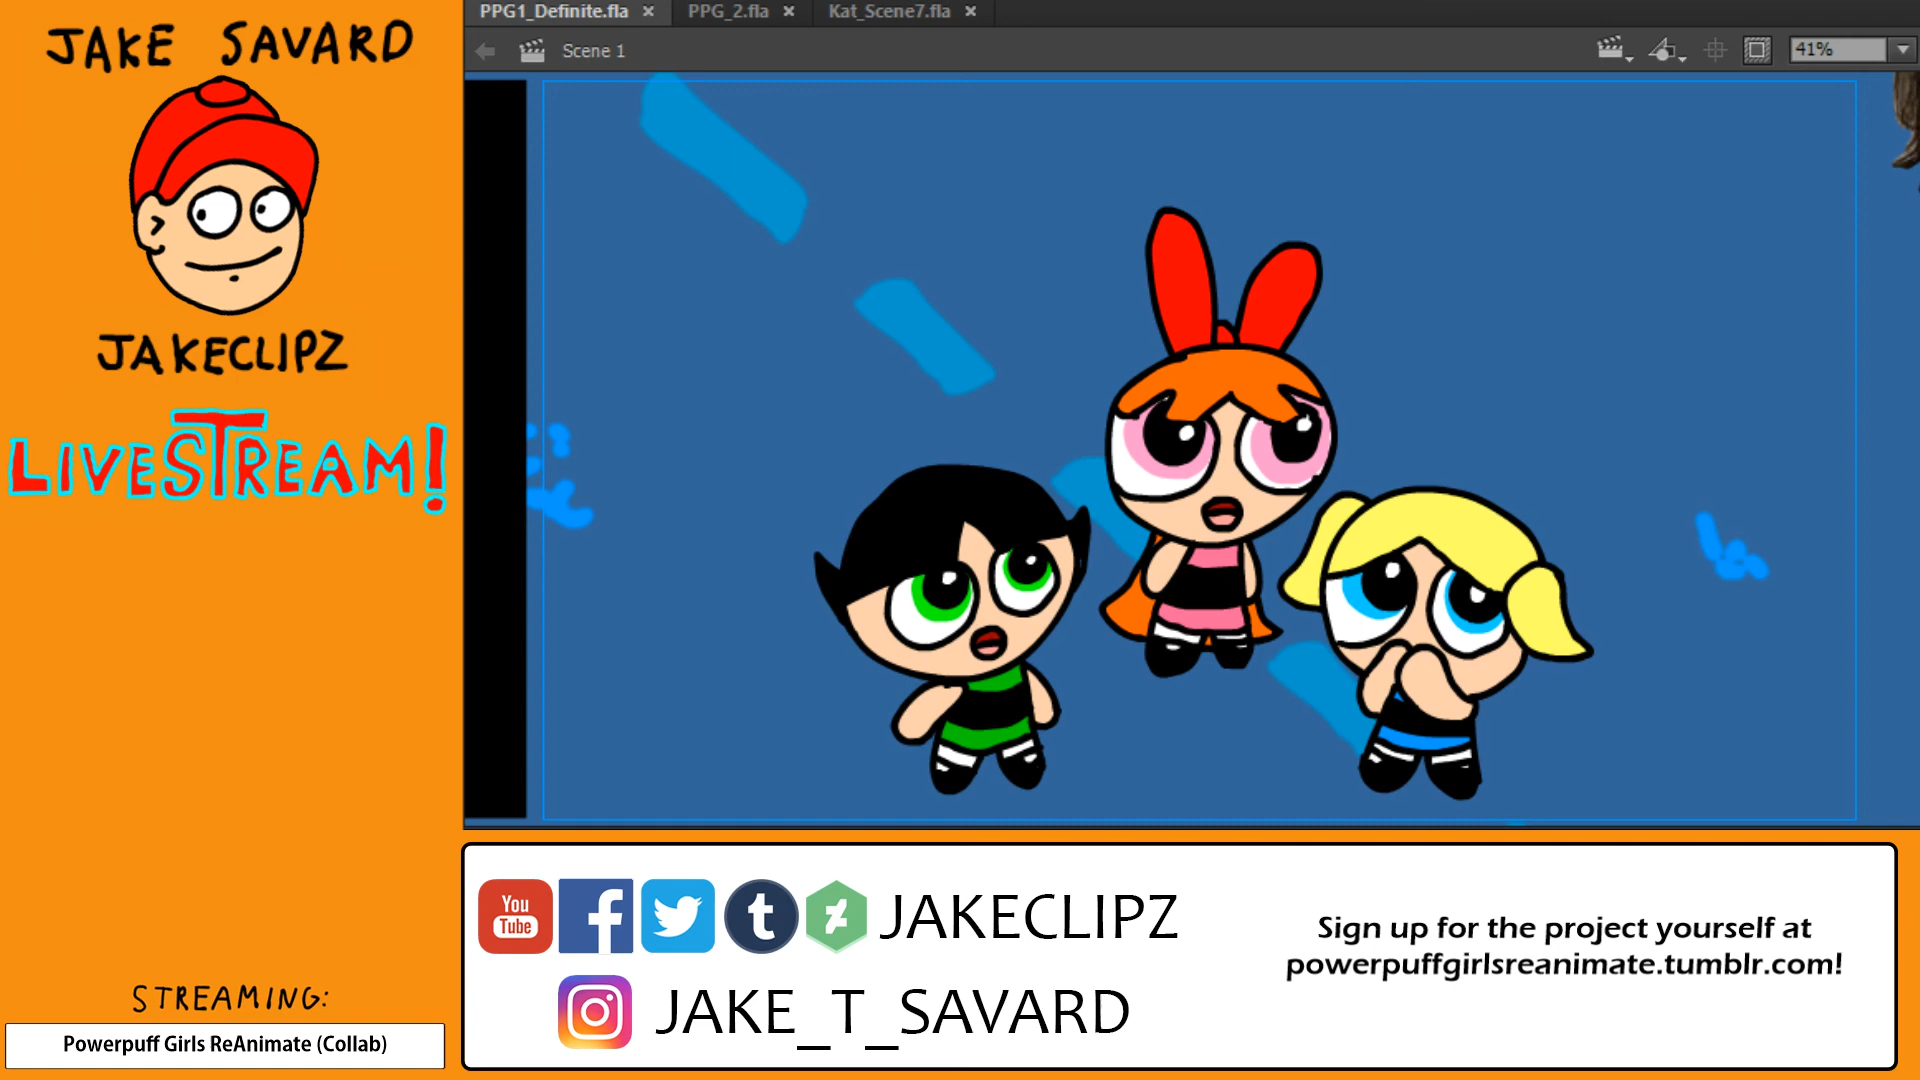 JAKE SAVARD
JAKECLIPZ
LIVESTREAM!
STREAMING:
Powerpuff Girls ReAnimate (Collab)
PPG1_Definite.fla
PPG_2.fla
Kat_Scene7.fla
Scene 1
41%
You
Tube
f
t
JAKECLIPZ
JAKE_T_SAVARD
Sign up for the project yourself at
powerpuffgirlsreanimate.tumblr.com!